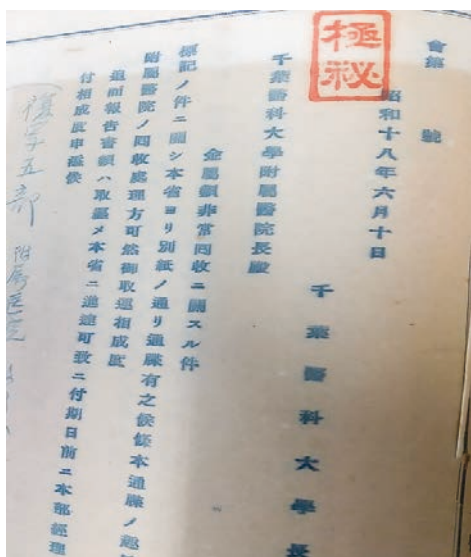 極秘
會第 號
昭和十八年六月十日
千葉醫科大學長
千葉醫科大學附屬醫院長殿
金屬類非常回收ニ關スル件
標記ノ件ニ關シ本省ヨリ別紙ノ通リ通牒有之候條本通牒ノ趣
附屬醫院ノ回收處理方可然御取運相成度
追而報告書類ハ取纒メ本省ニ進達可致ニ付期日前ニ本部經理
付相成度申添候
復写五部 附属医院